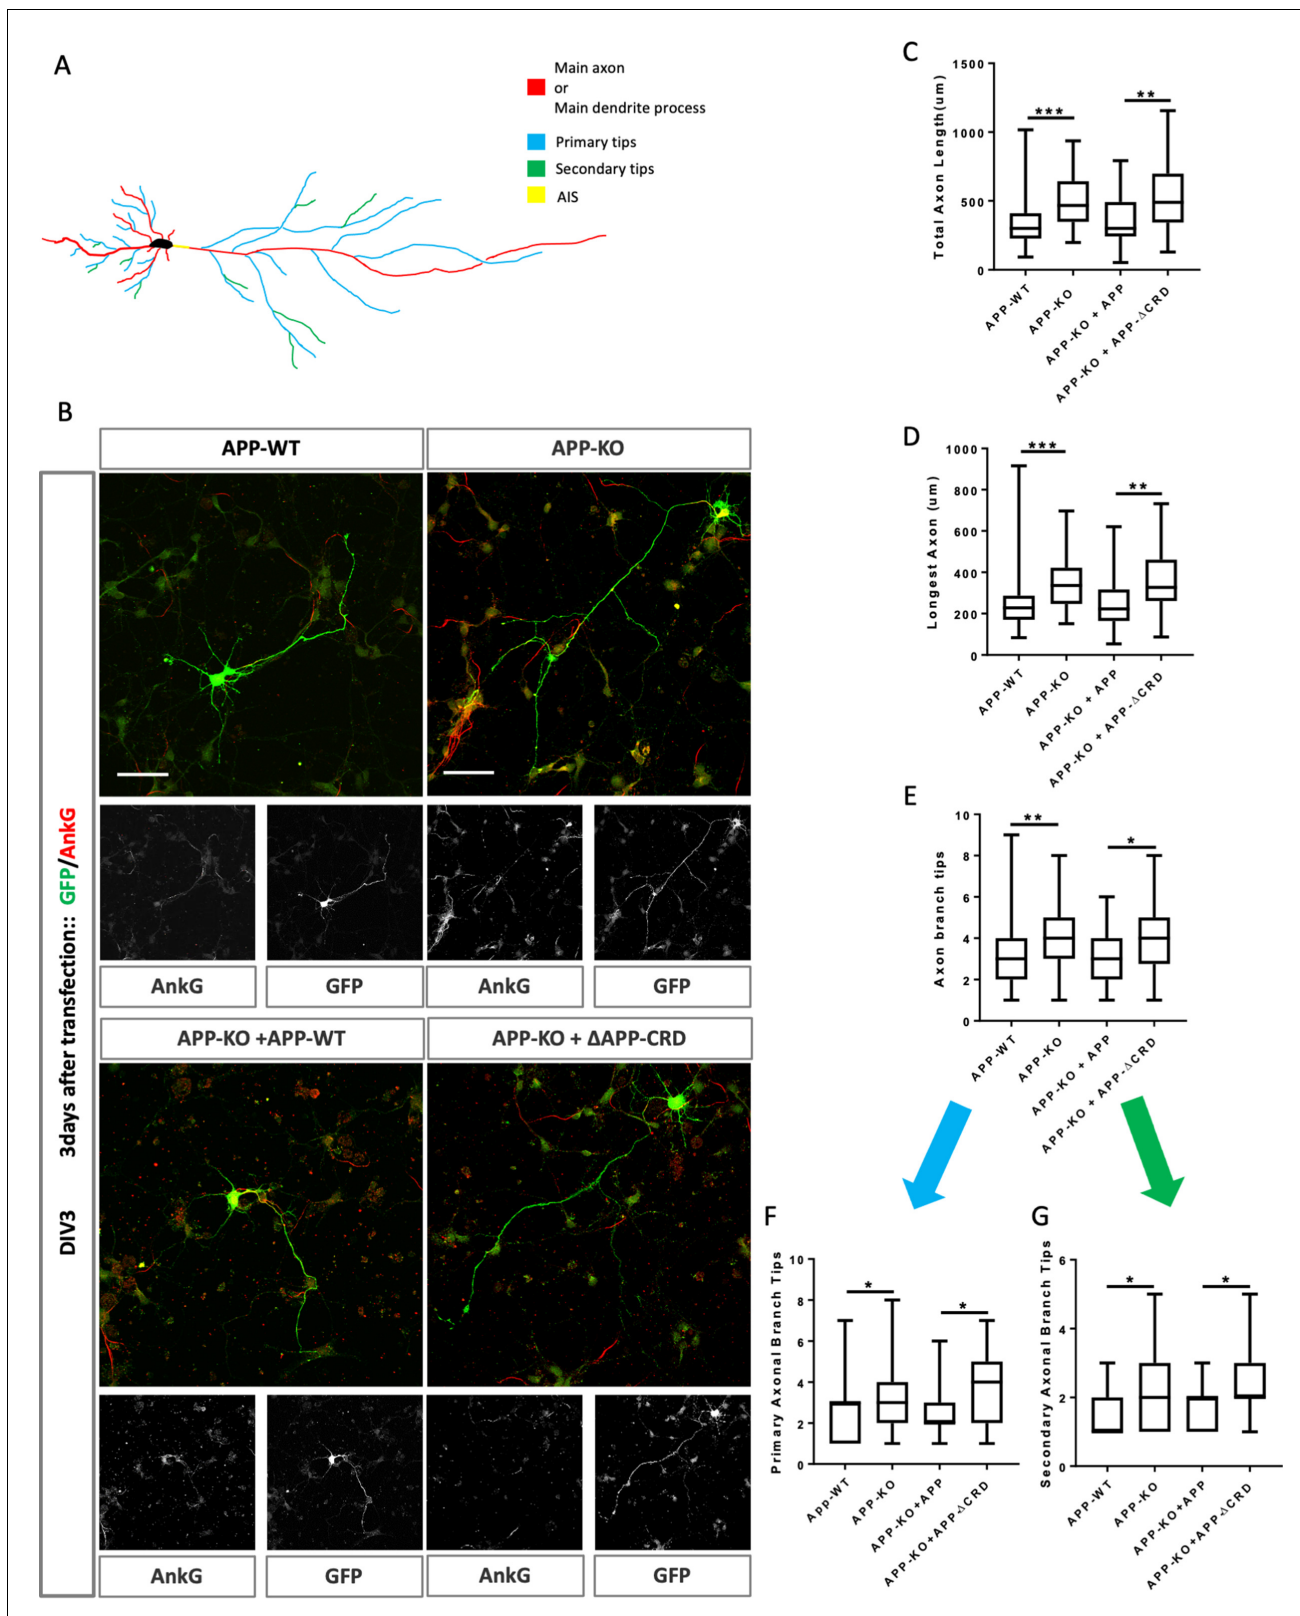 A
Main axon
or
Main dendrite process
Primary tips
Secondary tips
AIS
B
APP-WT
APP-KO
DIV3 3days after transfection:: GFP/AnkG
AnkG
GFP
AnkG
GFP
APP-KO +APP-WT
APP-KO + ΔAPP-CRD
AnkG
GFP
AnkG
GFP
C
Total Axon Length(um)
1500
1000
500
0
***
**
APP-WT
APP-KO
APP-KO + APP
APP-KO + APP-ΔCRD
D
Longest Axon (um)
1000
800
600
400
200
0
***
**
APP-WT
APP-KO
APP-KO + APP
APP-KO + APP-ΔCRD
E
Axon branch tips
10
8
6
4
2
0
**
*
APP-WT
APP-KO
APP-KO + APP
APP-KO + APP-ΔCRD
F
Primary Axonal Branch Tips
10
8
6
4
2
0
*
*
App-WT
APP-KO
APP-KO+APP
APP-KO+APP-ΔCRD
G
Secondary Axonal Branch Tips
6
4
2
0
*
*
APP-WT
APP-KO
APP-KO+APP
APP-KO+APP-ΔCRD